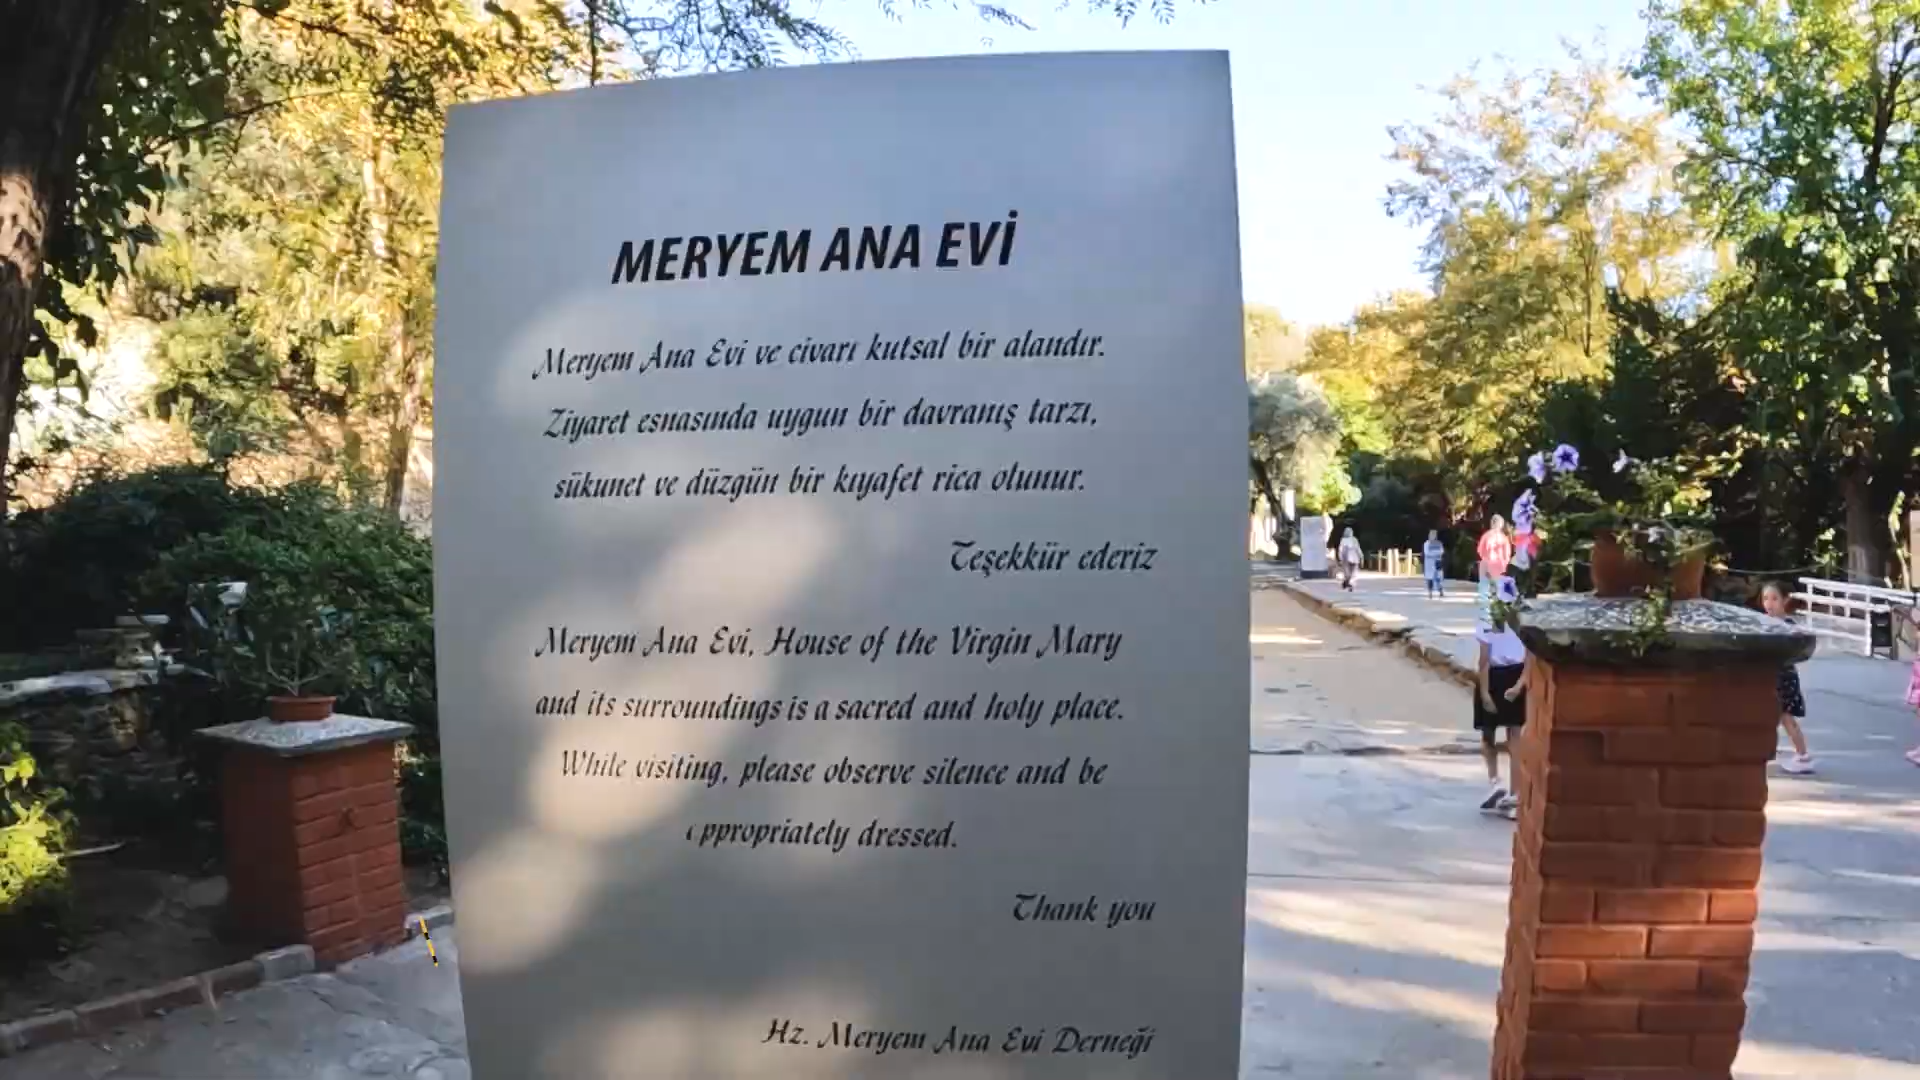 MERYEM ANA EVİ
Meryem Ana Evi ve civarı kutsal bir alandır.
Ziyaret esnasında uygun bir davranış tarzı,
sükunet ve düzgün bir kıyafet rica olunur.
Teşekkür ederiz
Meryem Ana Evi, House of the Virgin Mary
and its surroundings is a sacred and holy place.
While visiting, please observe silence and be
appropriately dressed.
Thank you
Hz. Meryem Ana Evi Derneği